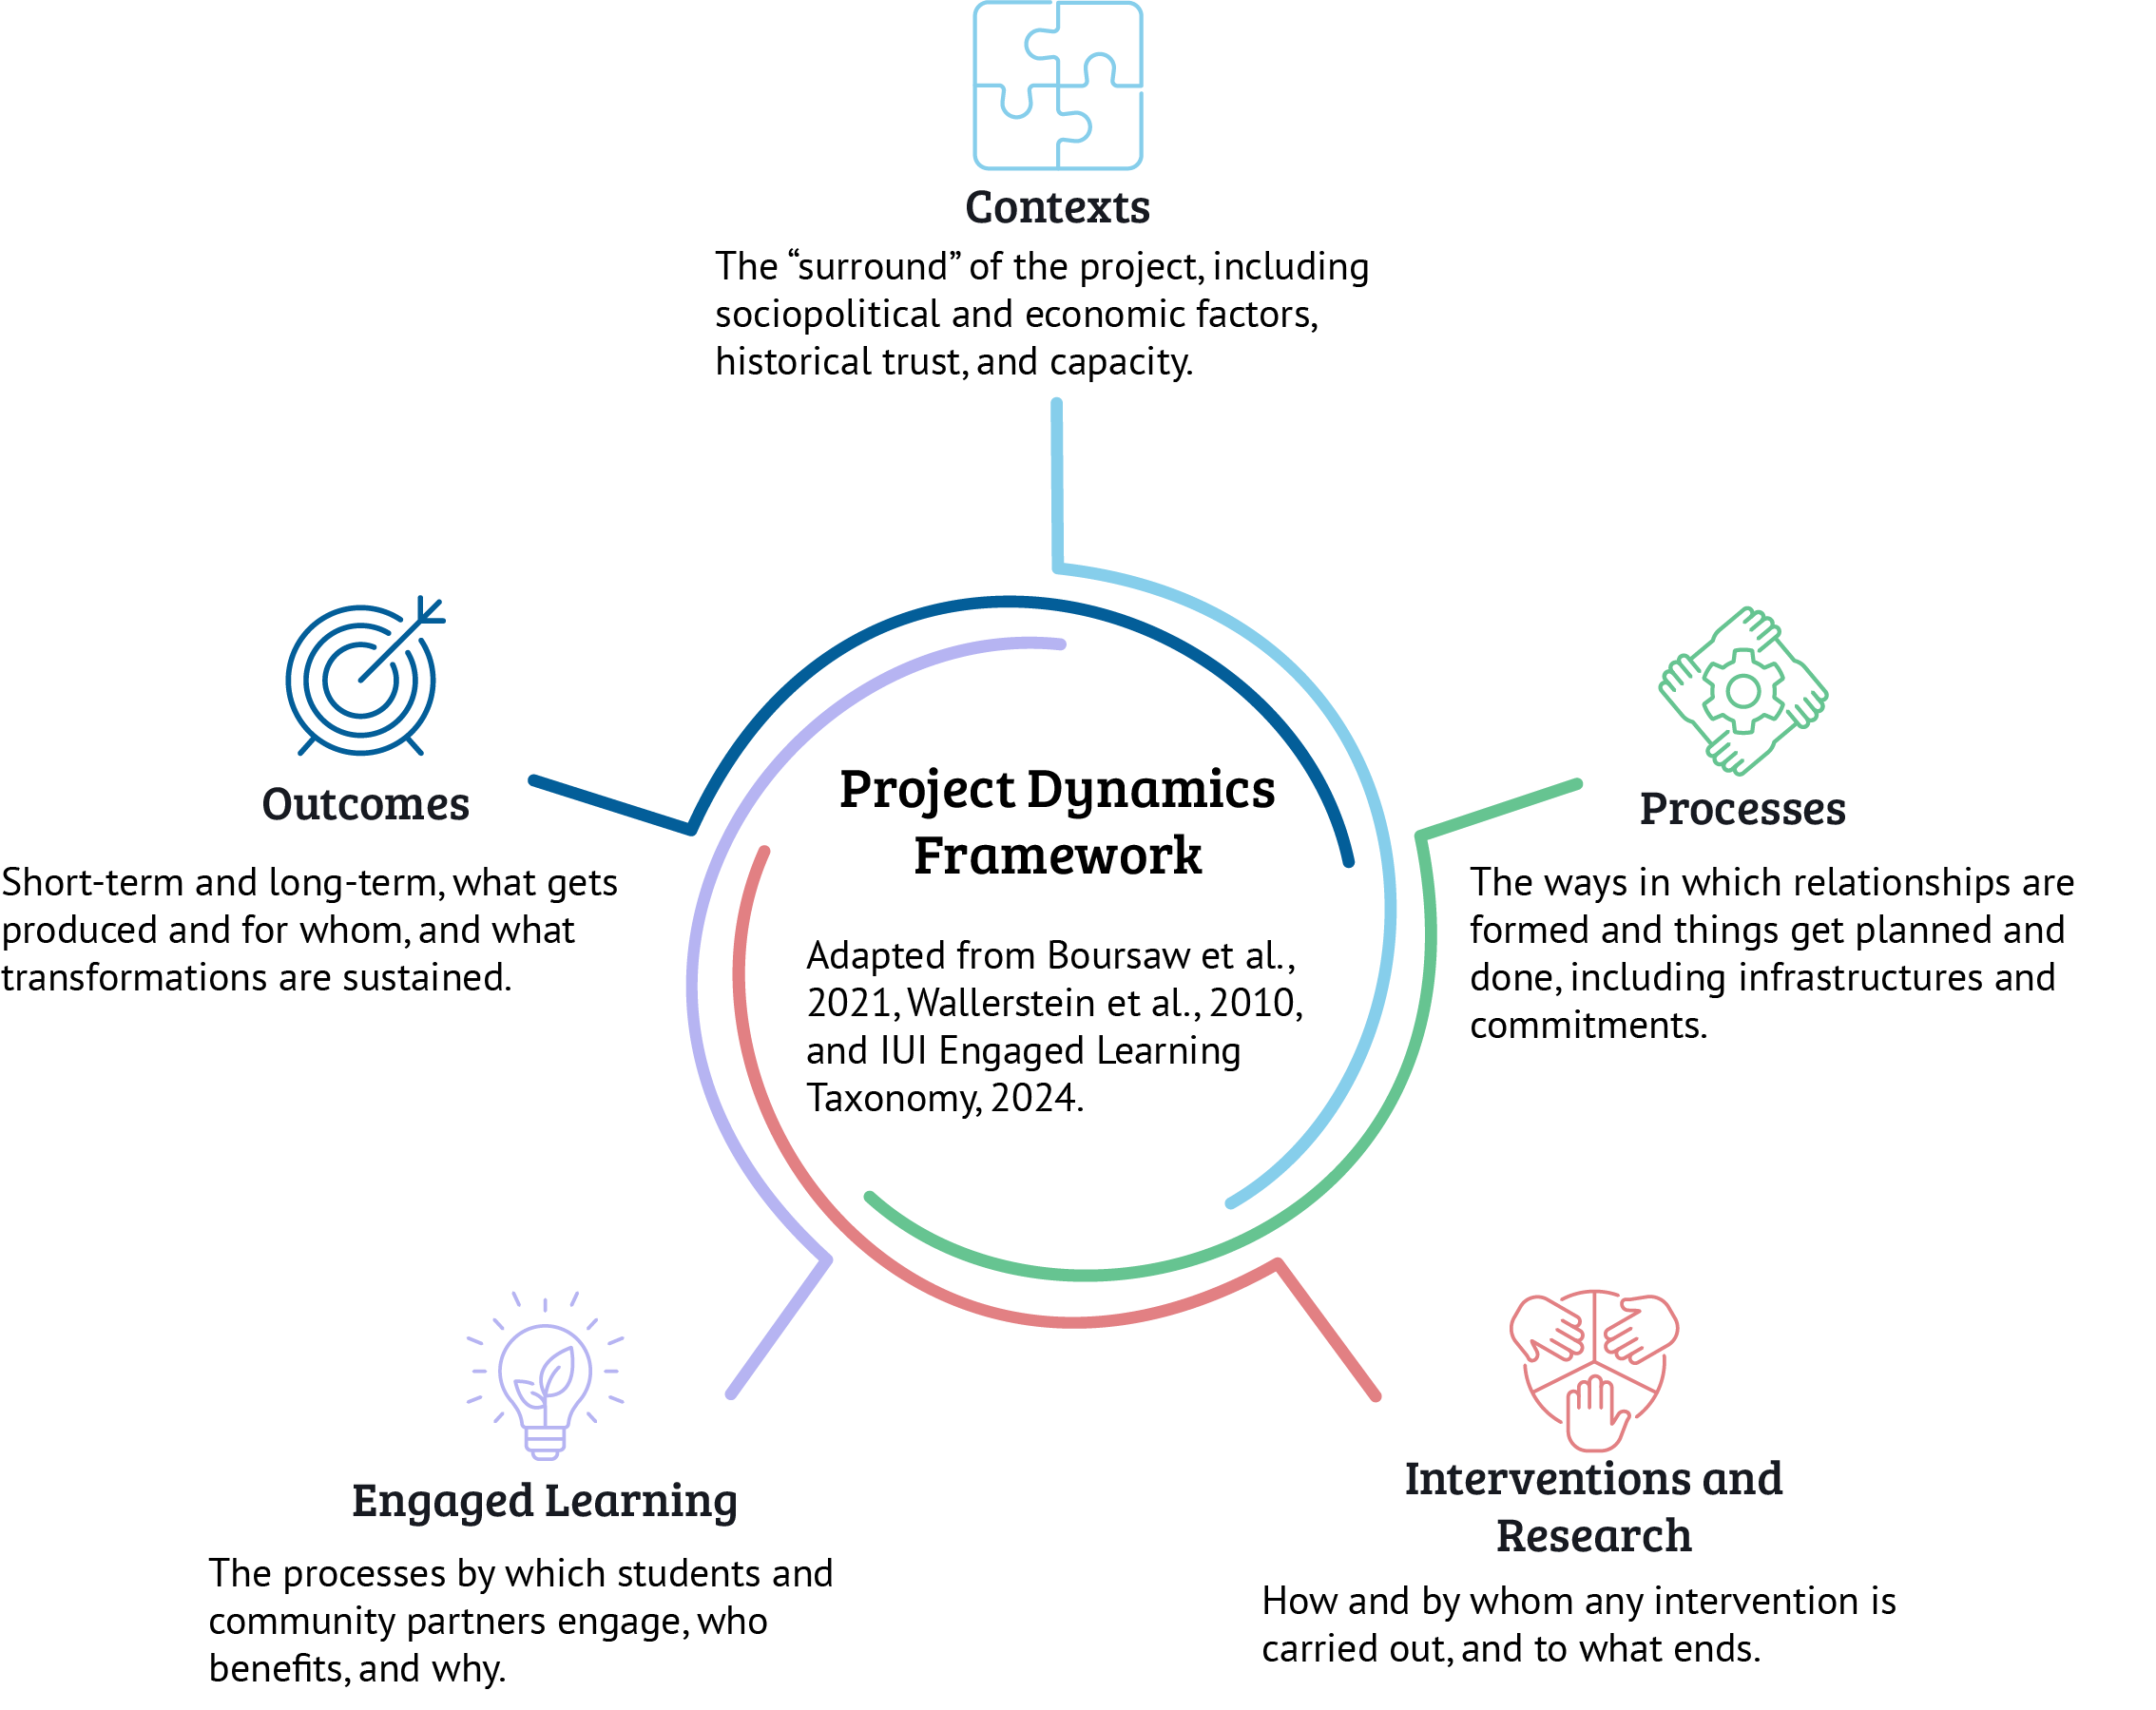 Contexts
The “surround” of the project, including
sociopolitical and economic factors,
historical trust, and capacity.
Outcomes
Short-term and long-term, what gets
produced and for whom, and what
transformations are sustained.
Project Dynamics
Framework
Adapted from Boursaw et al.,
2021, Wallerstein et al., 2010,
and IUI Engaged Learning
Taxonomy, 2024.
Processes
The ways in which relationships are
formed and things get planned and
done, including infrastructures and
commitments.
Engaged Learning
The processes by which students and
community partners engage, who
benefits, and why.
Interventions and
Research
How and by whom any intervention is
carried out, and to what ends.